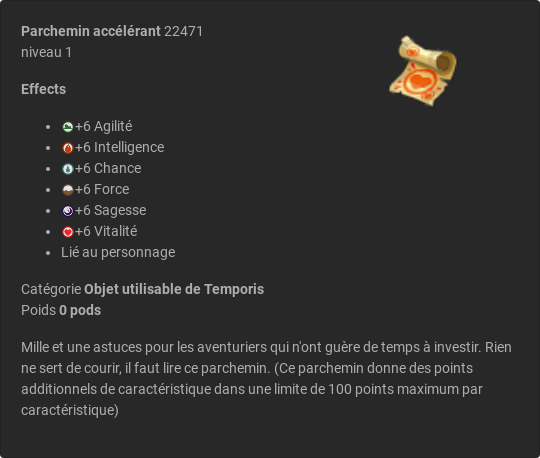 Parchemin accélérant 22471
niveau 1
Effects
+6 Agilité
+6 Intelligence
+6 Chance
+6 Force
+6 Sagesse
+6 Vitalité
Lié au personnage
Catégorie Objet utilisable de Temporis
Poids 0 pods
Mille et une astuces pour les aventuriers qui n'ont guère de temps à investir. Rien
ne sert de courir, il faut lire ce parchemin. (Ce parchemin donne des points
additionnels de caractéristique dans une limite de 100 points maximum par
caractéristique)